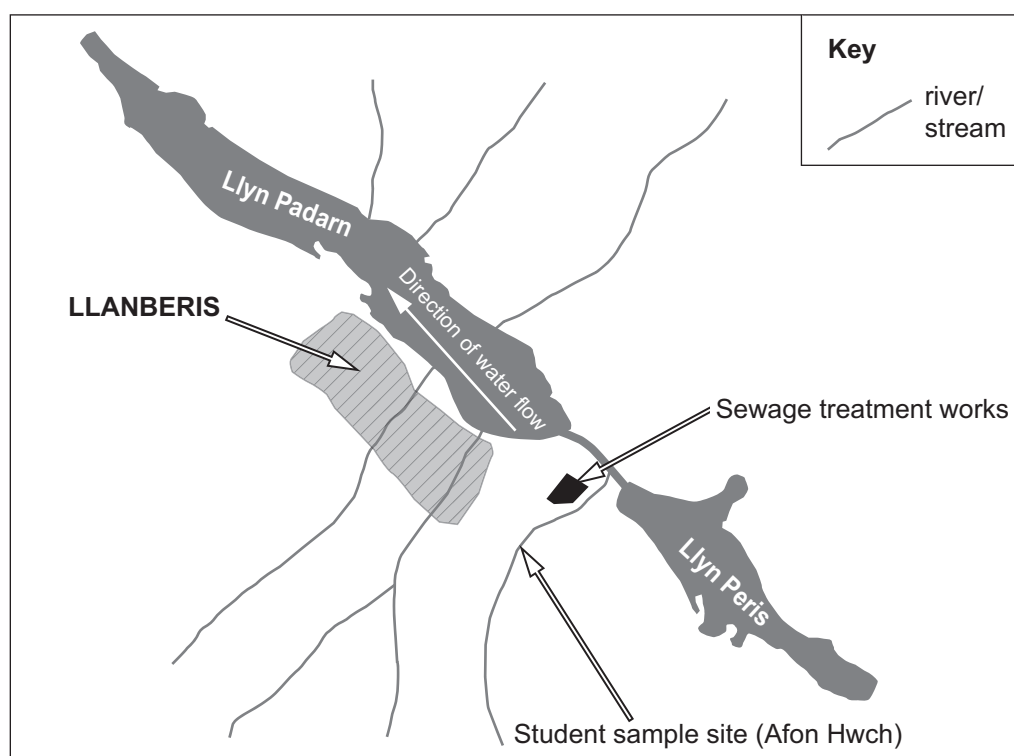 Key
river/
stream
Llyn Padarn
LLANBERIS
Direction of water flow
Sewage treatment works
Llyn Peris
Student sample site (Afon Hwch)